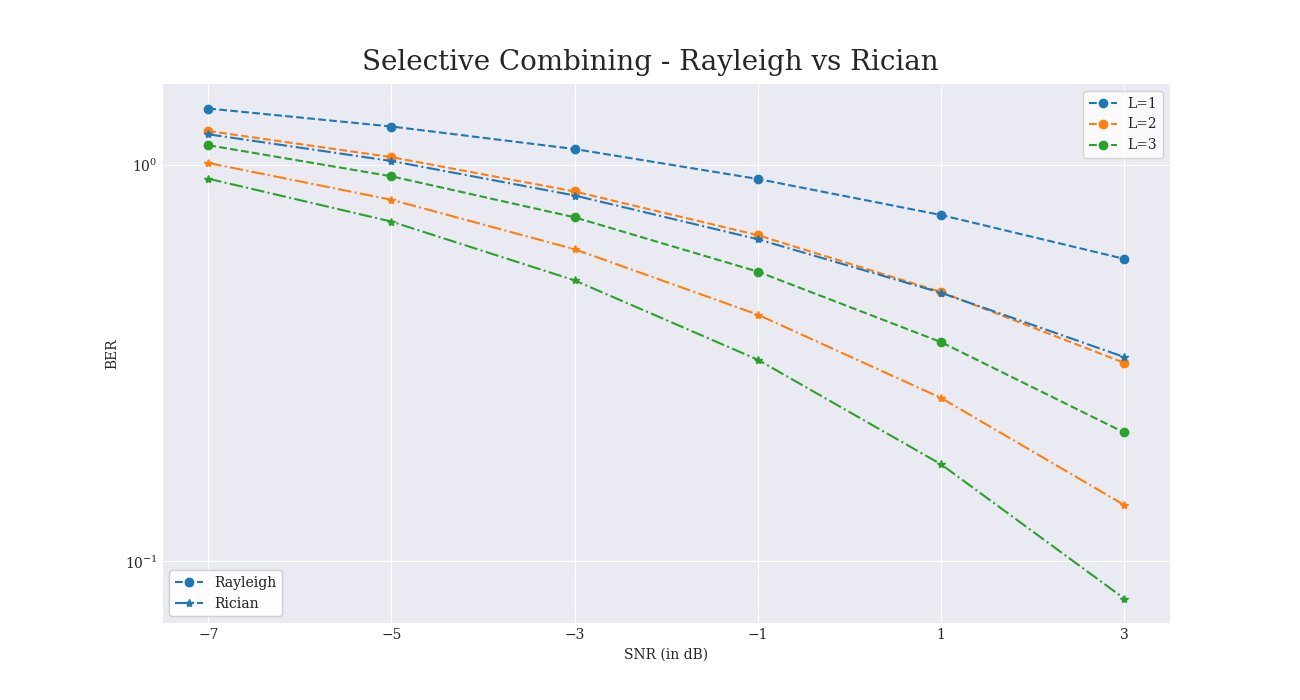 Selective Combining - Rayleigh vs Rician
L=1
L=2
L=3
10⁰
BER
10⁻¹
Rayleigh
Rician
−7 −5 −3 −1 1 3
SNR (in dB)